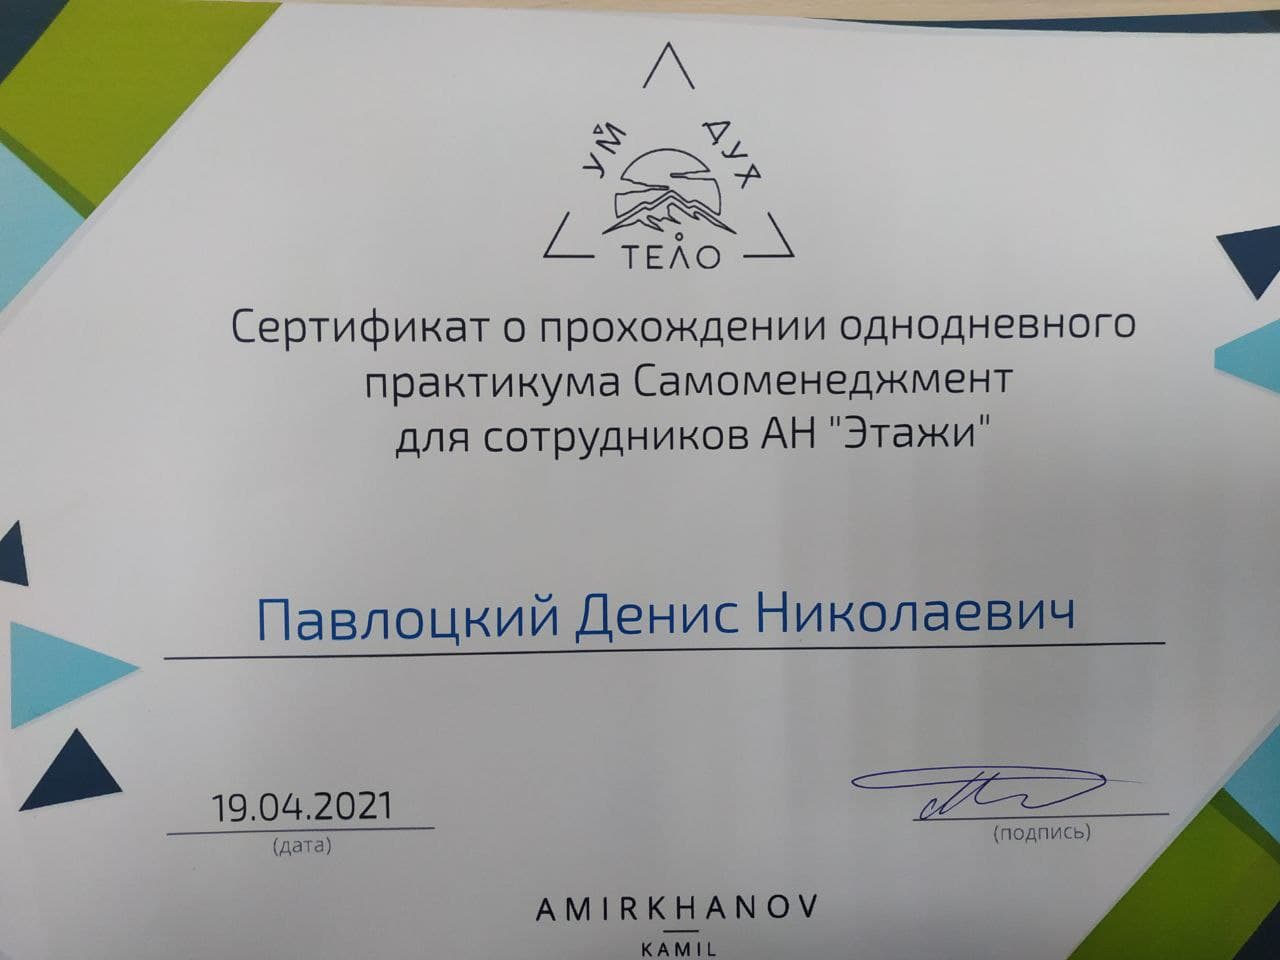 УМ
ДУХ
ТЕЛО
Сертификат о прохождении однодневного
практикума Самоменеджмент
для сотрудников АН "Этажи"
Павлоцкий Денис Николаевич
19.04.2021
(дата)
(подпись)
AMIRKHANOV
KAMIL